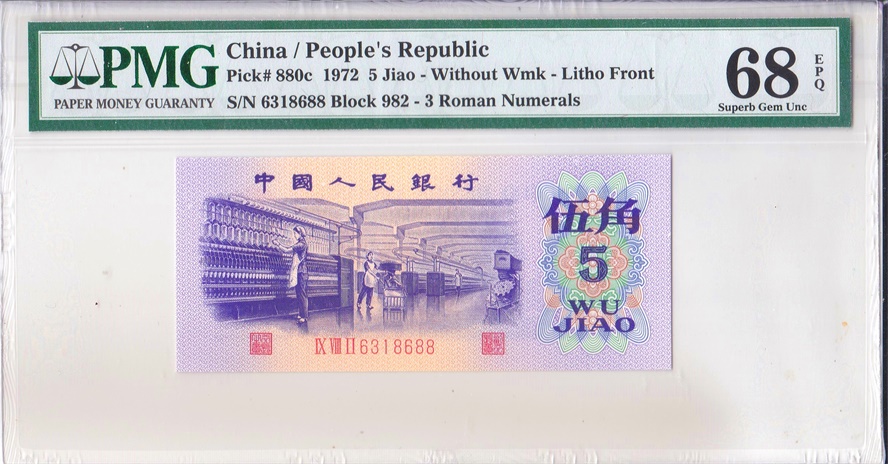 PMG
PAPER MONEY GUARANTY
China / People's Republic
Pick# 880c 1972 5 Jiao - Without Wmk - Litho Front
S/N 6318688 Block 982 - 3 Roman Numerals
68
EPQ
Superb Gem Unc
中國人民銀行
伍角
5
WU
JIAO
IX VIII II 6318688